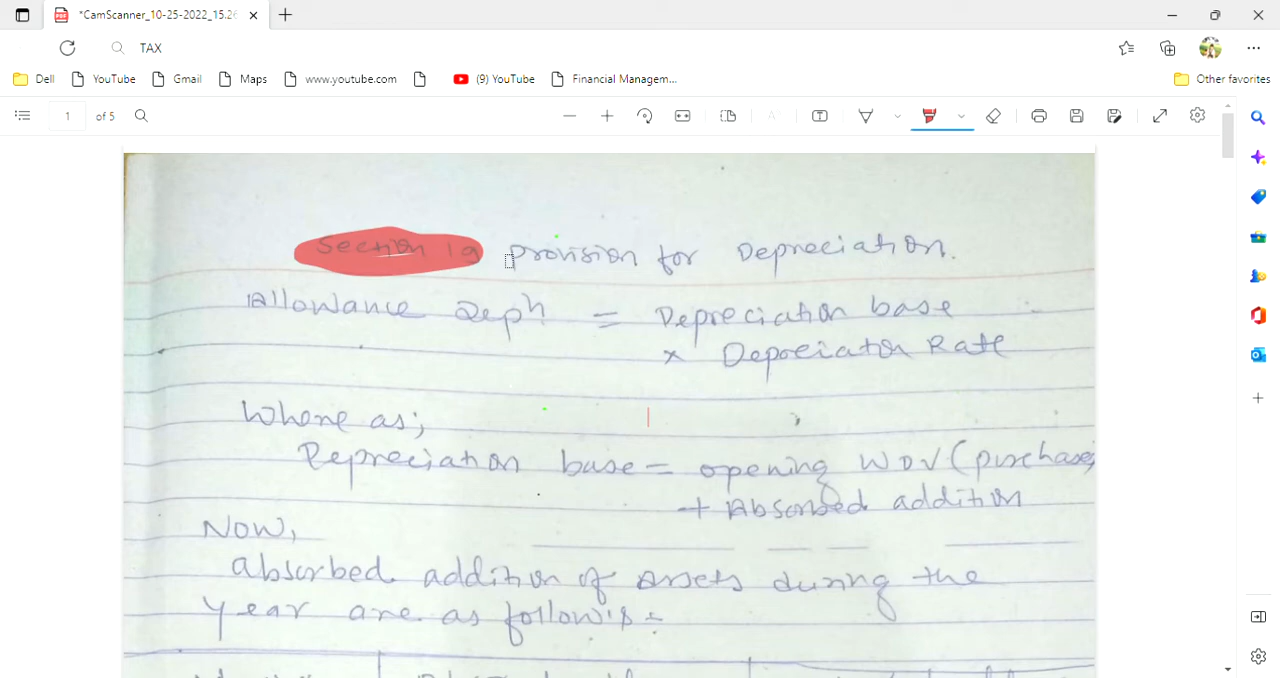 *CamScanner_10-25-2022_15.26
TAX
Dell YouTube Gmail Maps www.youtube.com (9) YouTube Financial Managem... Other favorites
1 of 5
Section 19 provision for Depreciation.
Allowance Deph = Depreciation base
x Depreciation Rate
Where as;
Depreciation base = opening WDV (purchase)
+ Absorbed addition
Now,
absorbed addition of Assets during the
year are as follow's :-